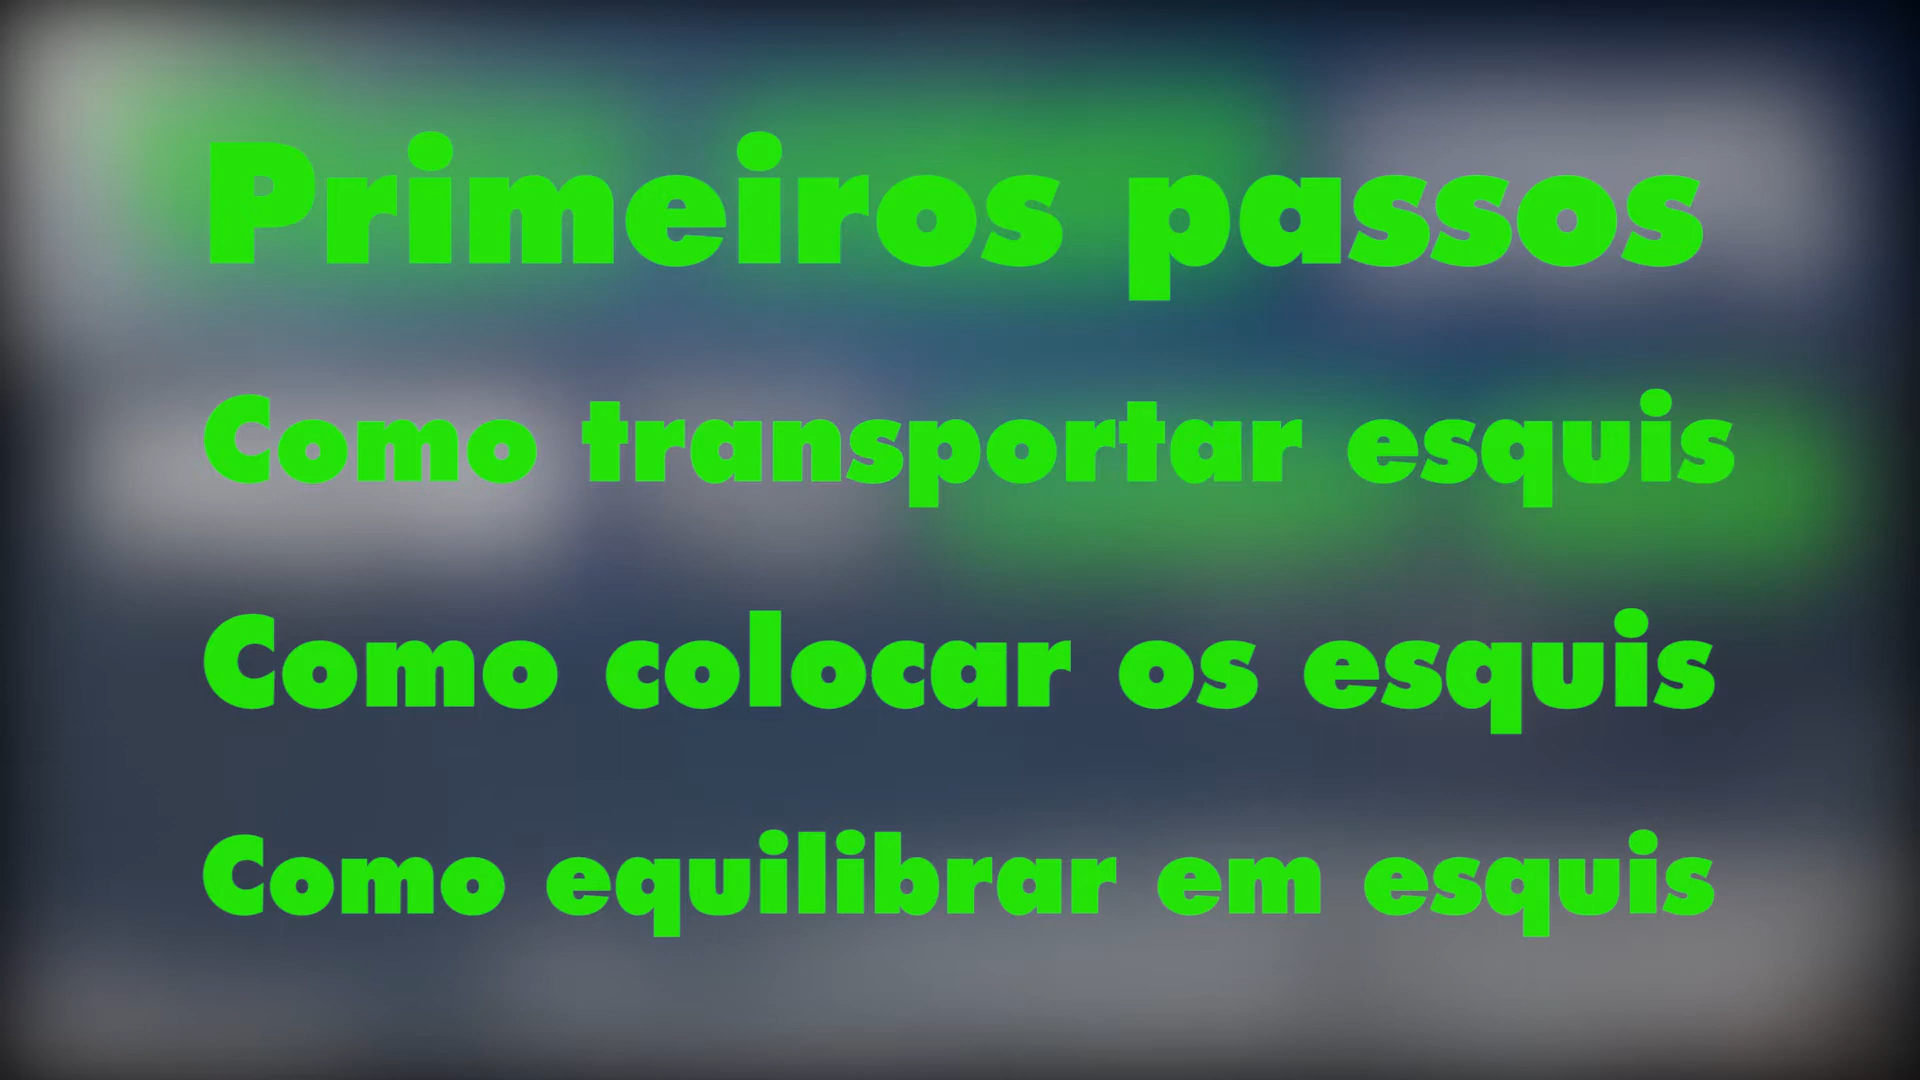 Primeiros passos
Como transportar esquis
Como colocar os esquis
Como equilibrar em esquis